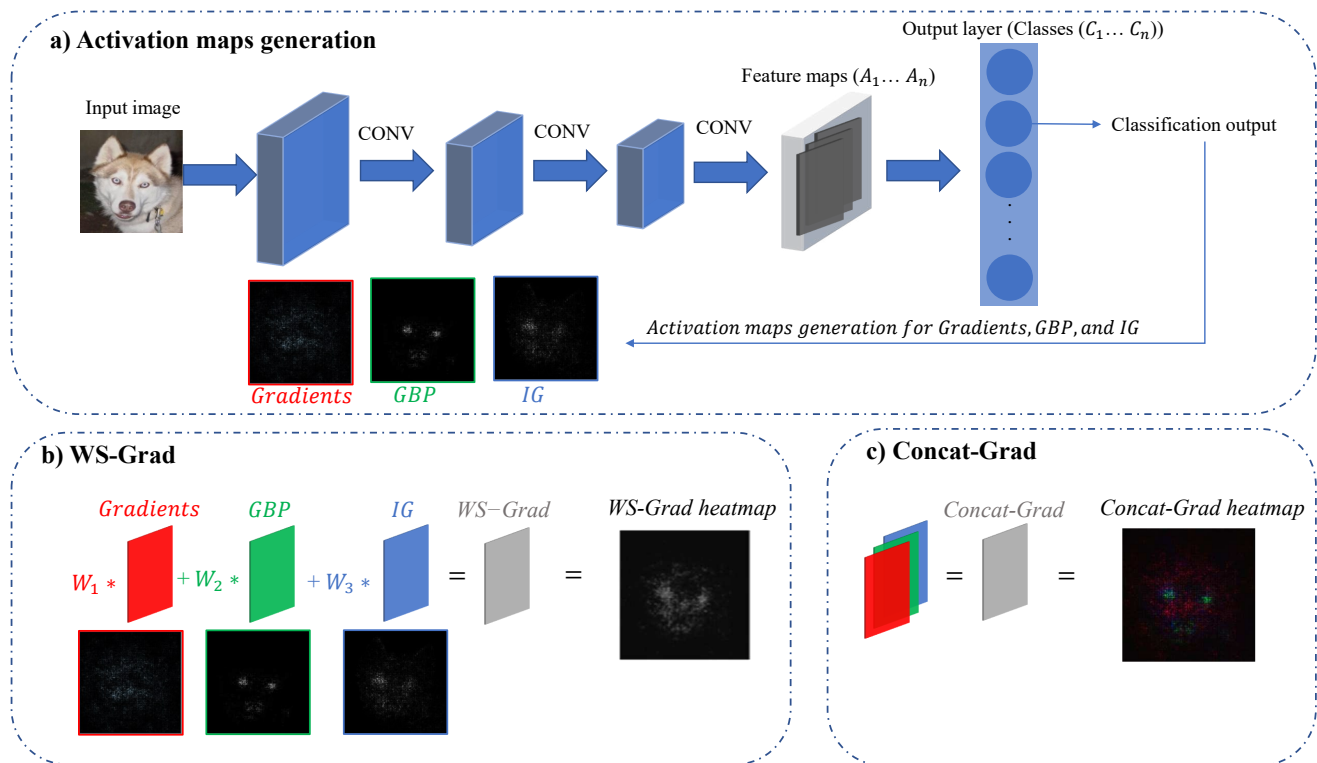 a) Activation maps generation
Output layer (Classes (𝐶₁… 𝐶ₙ))
Feature maps (𝐴₁… 𝐴ₙ)
Input image
CONV
CONV
CONV
Classification output
.
.
.
.
Activation maps generation for Gradients, GBP, and IG
Gradients
GBP
IG
b) WS-Grad
Gradients
GBP
IG
WS−Grad
WS-Grad heatmap
W₁ *
+ W₂ *
+ W₃ *
=
=
c) Concat-Grad
Concat-Grad
Concat-Grad heatmap
=
=